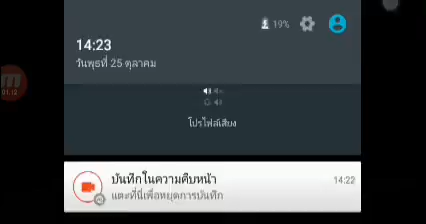 19%
14:23
วันพุธที่ 25 ตุลาคม
01:12
โปรไฟล์เสียง
บันทึกในความคืบหน้า
14:22
แตะที่นี่เพื่อหยุดการบันทึก